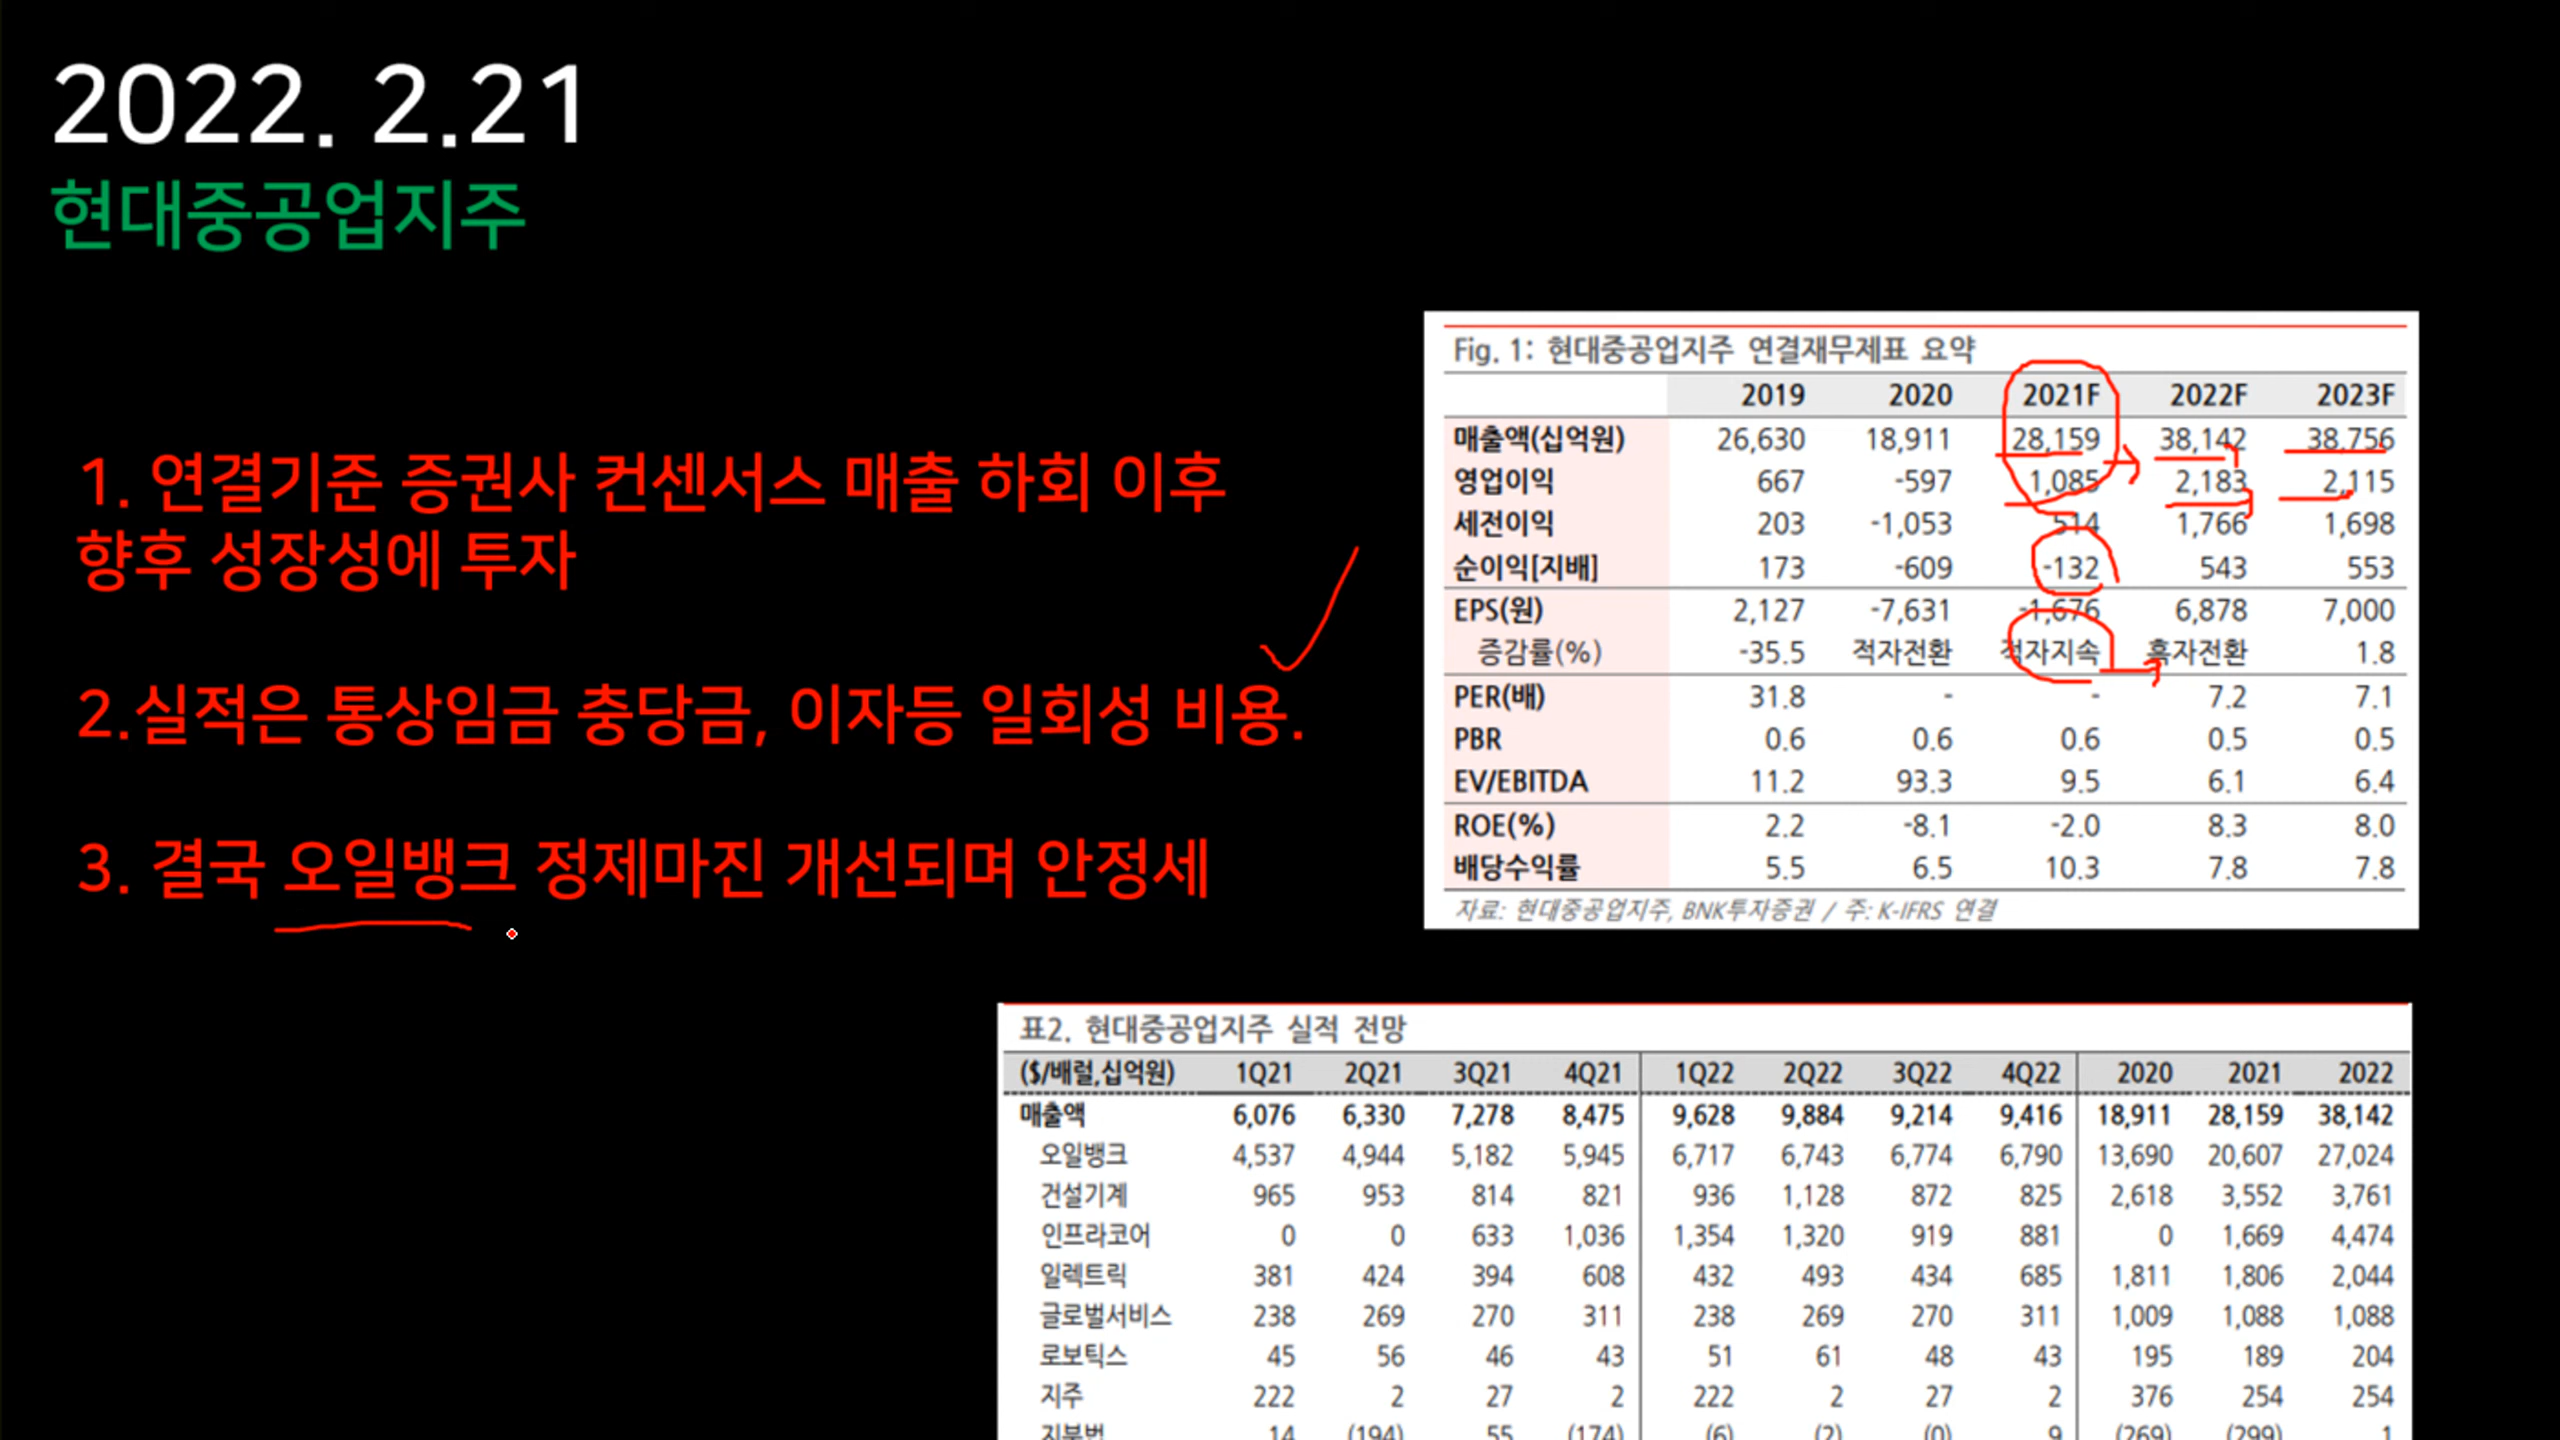 2022. 2.21
현대중공업지주
1. 연결기준 증권사 컨센서스 매출 하회 이후
향후 성장성에 투자
2.실적은 통상임금 충당금, 이자등 일회성 비용.
3. 결국 오일뱅크 정제마진 개선되며 안정세
Fig. 1: 현대중공업지주 연결재무제표 요약
2019 2020 2021F 2022F 2023F
매출액(십억원) 26,630 18,911 28,159 38,142 38,756
영업이익 667 -597 1,085 2,183 2,115
세전이익 203 -1,053 514 1,766 1,698
순이익[지배] 173 -609 -132 543 553
EPS(원) 2,127 -7,631 -1,676 6,878 7,000
증감률(%) -35.5 적자전환 적자지속 흑자전환 1.8
PER(배) 31.8 - - 7.2 7.1
PBR 0.6 0.6 0.6 0.5 0.5
EV/EBITDA 11.2 93.3 9.5 6.1 6.4
ROE(%) 2.2 -8.1 -2.0 8.3 8.0
배당수익률 5.5 6.5 10.3 7.8 7.8
자료: 현대중공업지주, BNK투자증권 / 주: K-IFRS 연결
표2. 현대중공업지주 실적 전망
($/배럴,십억원) 1Q21 2Q21 3Q21 4Q21 1Q22 2Q22 3Q22 4Q22 2020 2021 2022
매출액 6,076 6,330 7,278 8,475 9,628 9,884 9,214 9,416 18,911 28,159 38,142
오일뱅크 4,537 4,944 5,182 5,945 6,717 6,743 6,774 6,790 13,690 20,607 27,024
건설기계 965 953 814 821 936 1,128 872 825 2,618 3,552 3,761
인프라코어 0 0 633 1,036 1,354 1,320 919 881 0 1,669 4,474
일렉트릭 381 424 394 608 432 493 434 685 1,811 1,806 2,044
글로벌서비스 238 269 270 311 238 269 270 311 1,009 1,088 1,088
로보틱스 45 56 46 43 51 61 48 43 195 189 204
지주 222 2 27 2 222 2 27 2 376 254 254
지분법 14 (194) 55 (174) (6) (2) (0) 9 (269) (299) 1